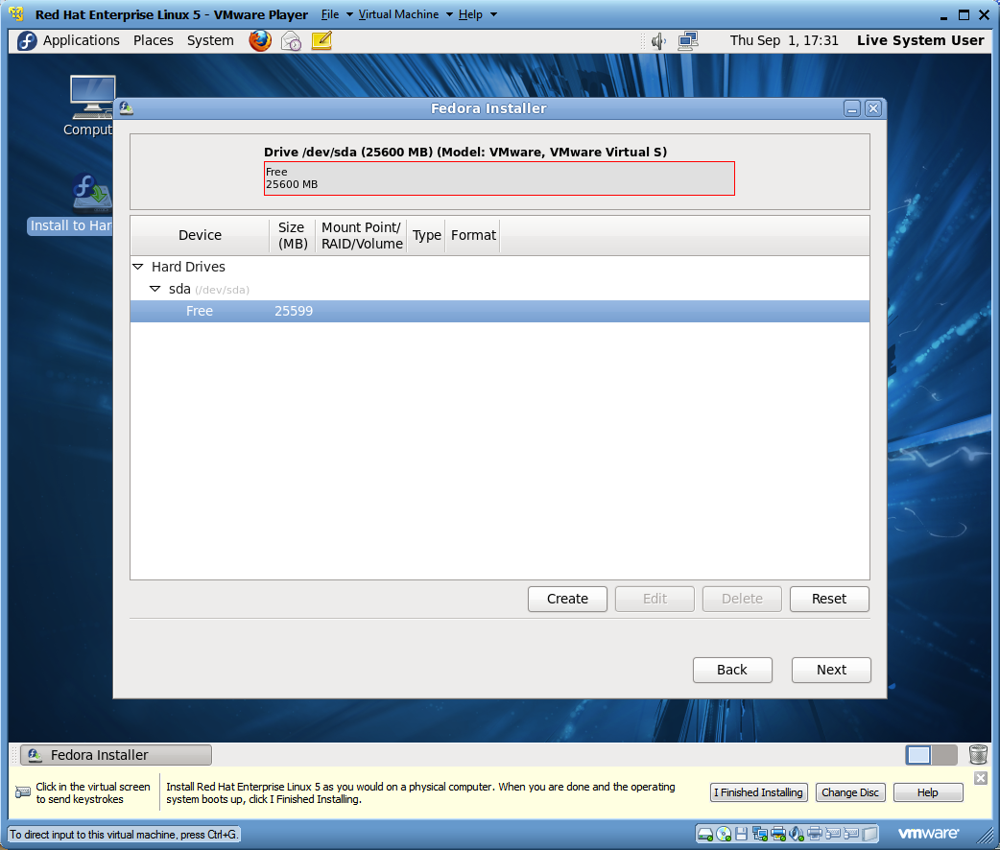 Red Hat Enterprise Linux 5 - VMware Player File Virtual Machine Help
Applications Places System Thu Sep 1, 17:31 Live System User
Comput
Install to Har
Fedora Installer
Drive /dev/sda (25600 MB) (Model: VMware, VMware Virtual S)
Free
25600 MB
Device
Size
(MB)
Mount Point/
RAID/Volume
Type
Format
Hard Drives
sda (/dev/sda)
Free 25599
Create Edit Delete Reset
Back Next
Fedora Installer
Click in the virtual screen
to send keystrokes
Install Red Hat Enterprise Linux 5 as you would on a physical computer. When you are done and the operating
system boots up, click I Finished Installing.
I Finished Installing Change Disc Help
To direct input to this virtual machine, press Ctrl+G.
vmware